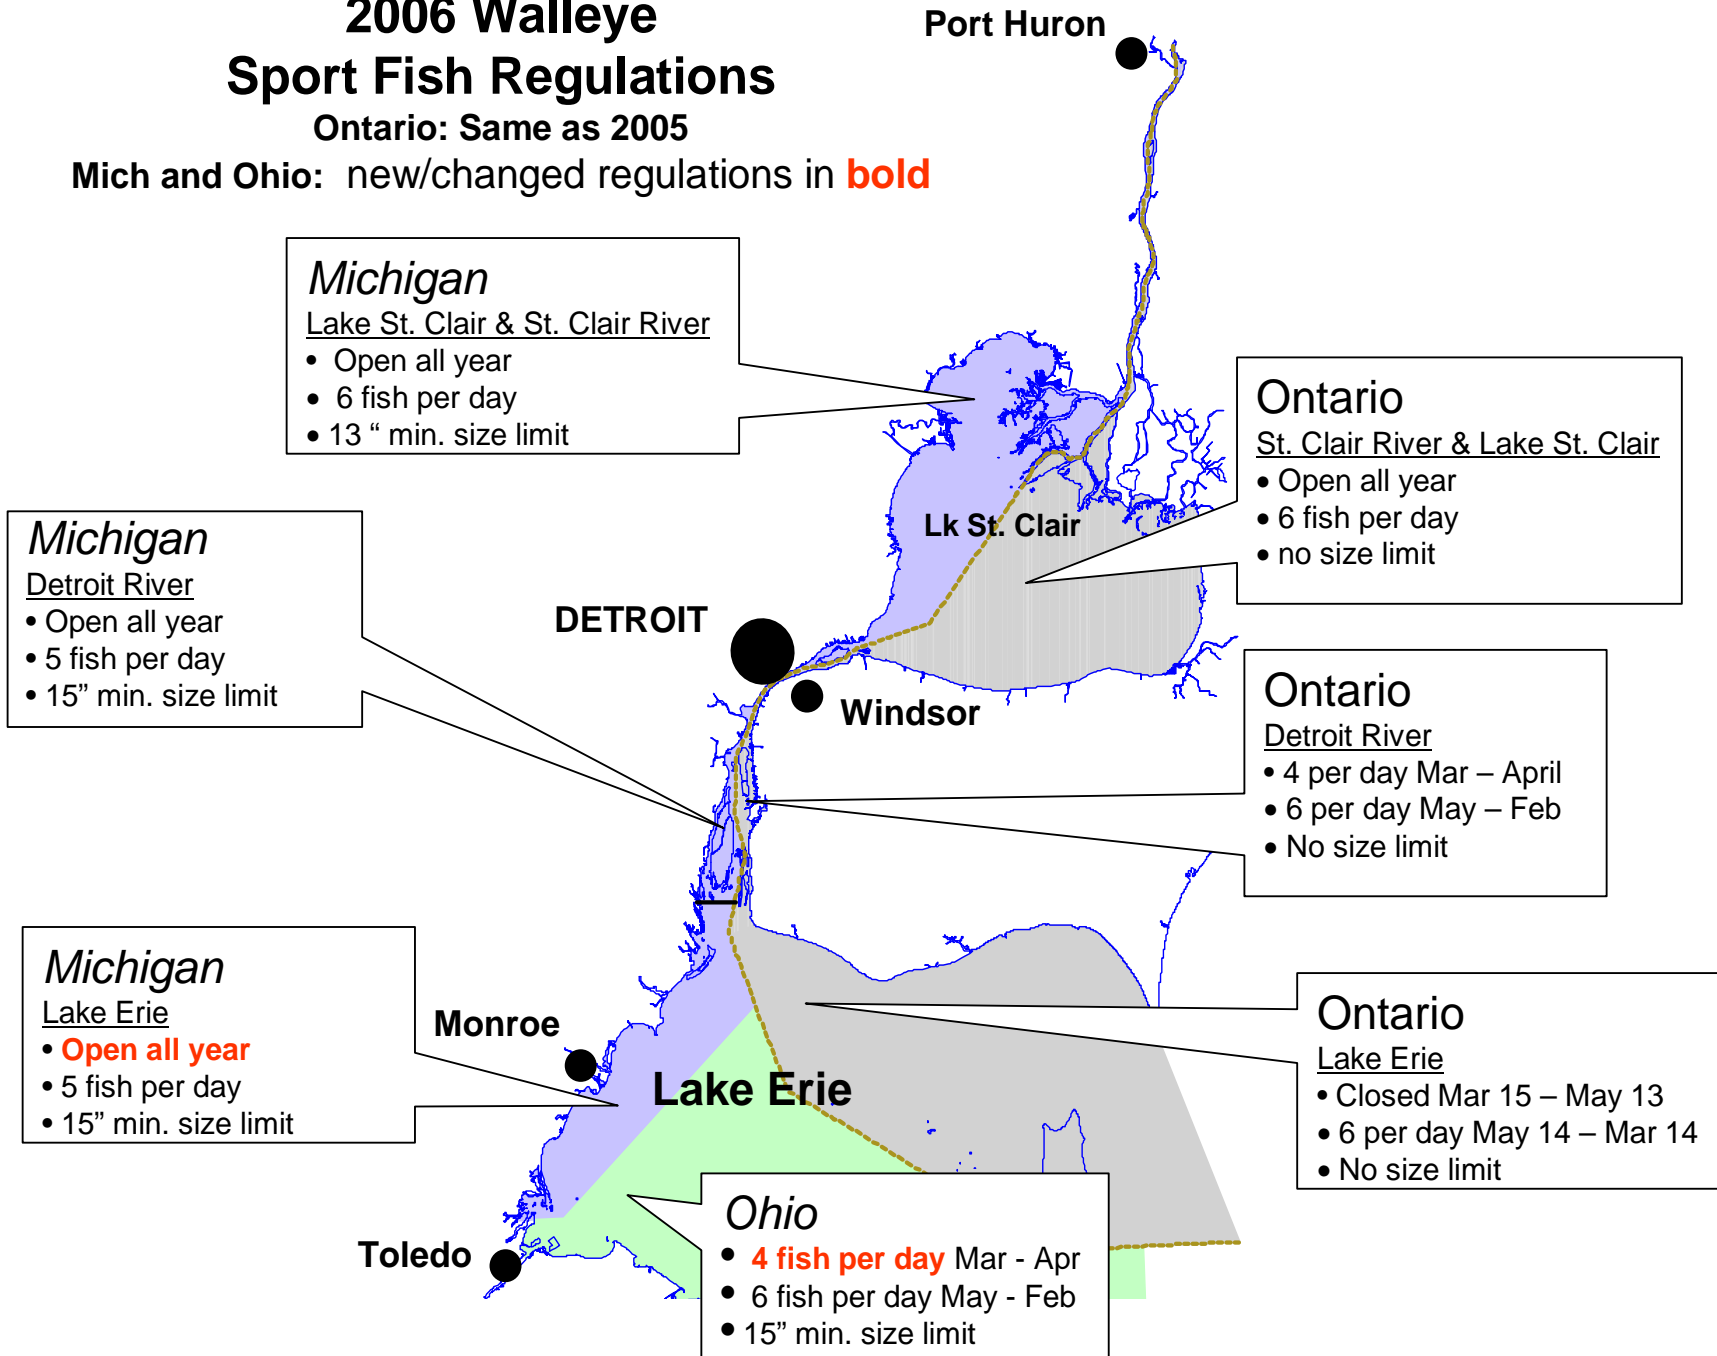 2006 Walleye
Sport Fish Regulations
Ontario: Same as 2005
Mich and Ohio: new/changed regulations in bold
Port Huron
Michigan
Lake St. Clair & St. Clair River
• Open all year
• 6 fish per day
• 13 “ min. size limit
Ontario
St. Clair River & Lake St. Clair
• Open all year
• 6 fish per day
• no size limit
Lk St. Clair
Michigan
Detroit River
• Open all year
• 5 fish per day
• 15” min. size limit
DETROIT
Windsor
Ontario
Detroit River
• 4 per day Mar – April
• 6 per day May – Feb
• No size limit
Michigan
Lake Erie
• Open all year
• 5 fish per day
• 15” min. size limit
Monroe
Lake Erie
Ontario
Lake Erie
• Closed Mar 15 – May 13
• 6 per day May 14 – Mar 14
• No size limit
Toledo
Ohio
• 4 fish per day Mar - Apr
• 6 fish per day May - Feb
• 15” min. size limit